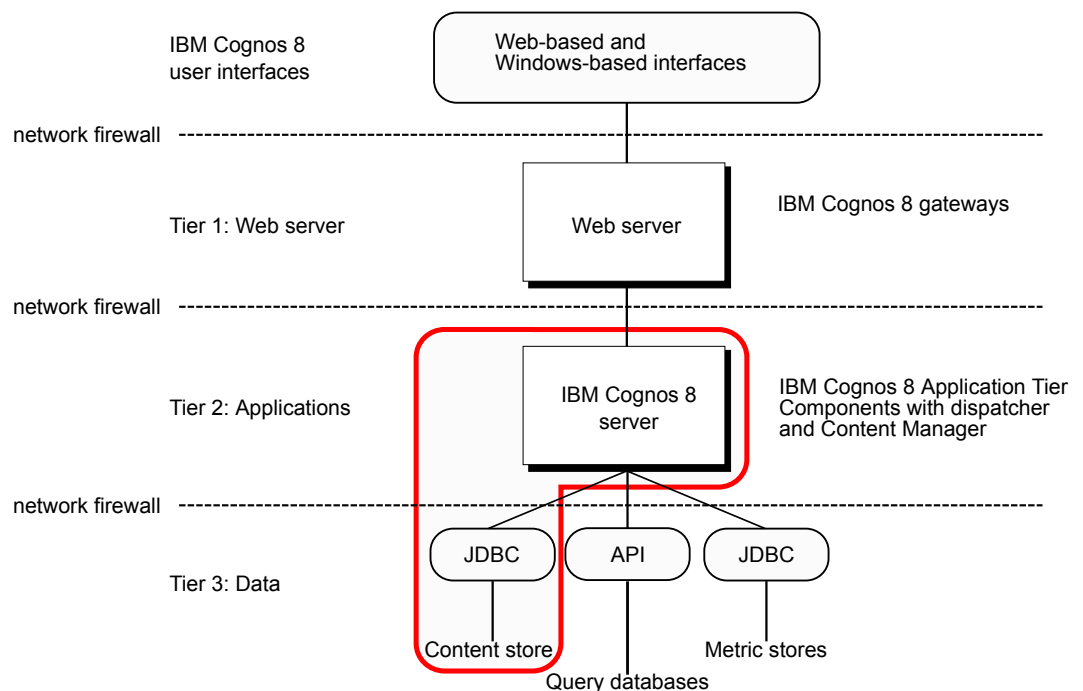 IBM Cognos 8
user interfaces
Web-based and
Windows-based interfaces
network firewall
Tier 1: Web server
Web server
IBM Cognos 8 gateways
network firewall
Tier 2: Applications
IBM Cognos 8
server
IBM Cognos 8 Application Tier
Components with dispatcher
and Content Manager
network firewall
JDBC
API
JDBC
Tier 3: Data
Content store
Metric stores
Query databases